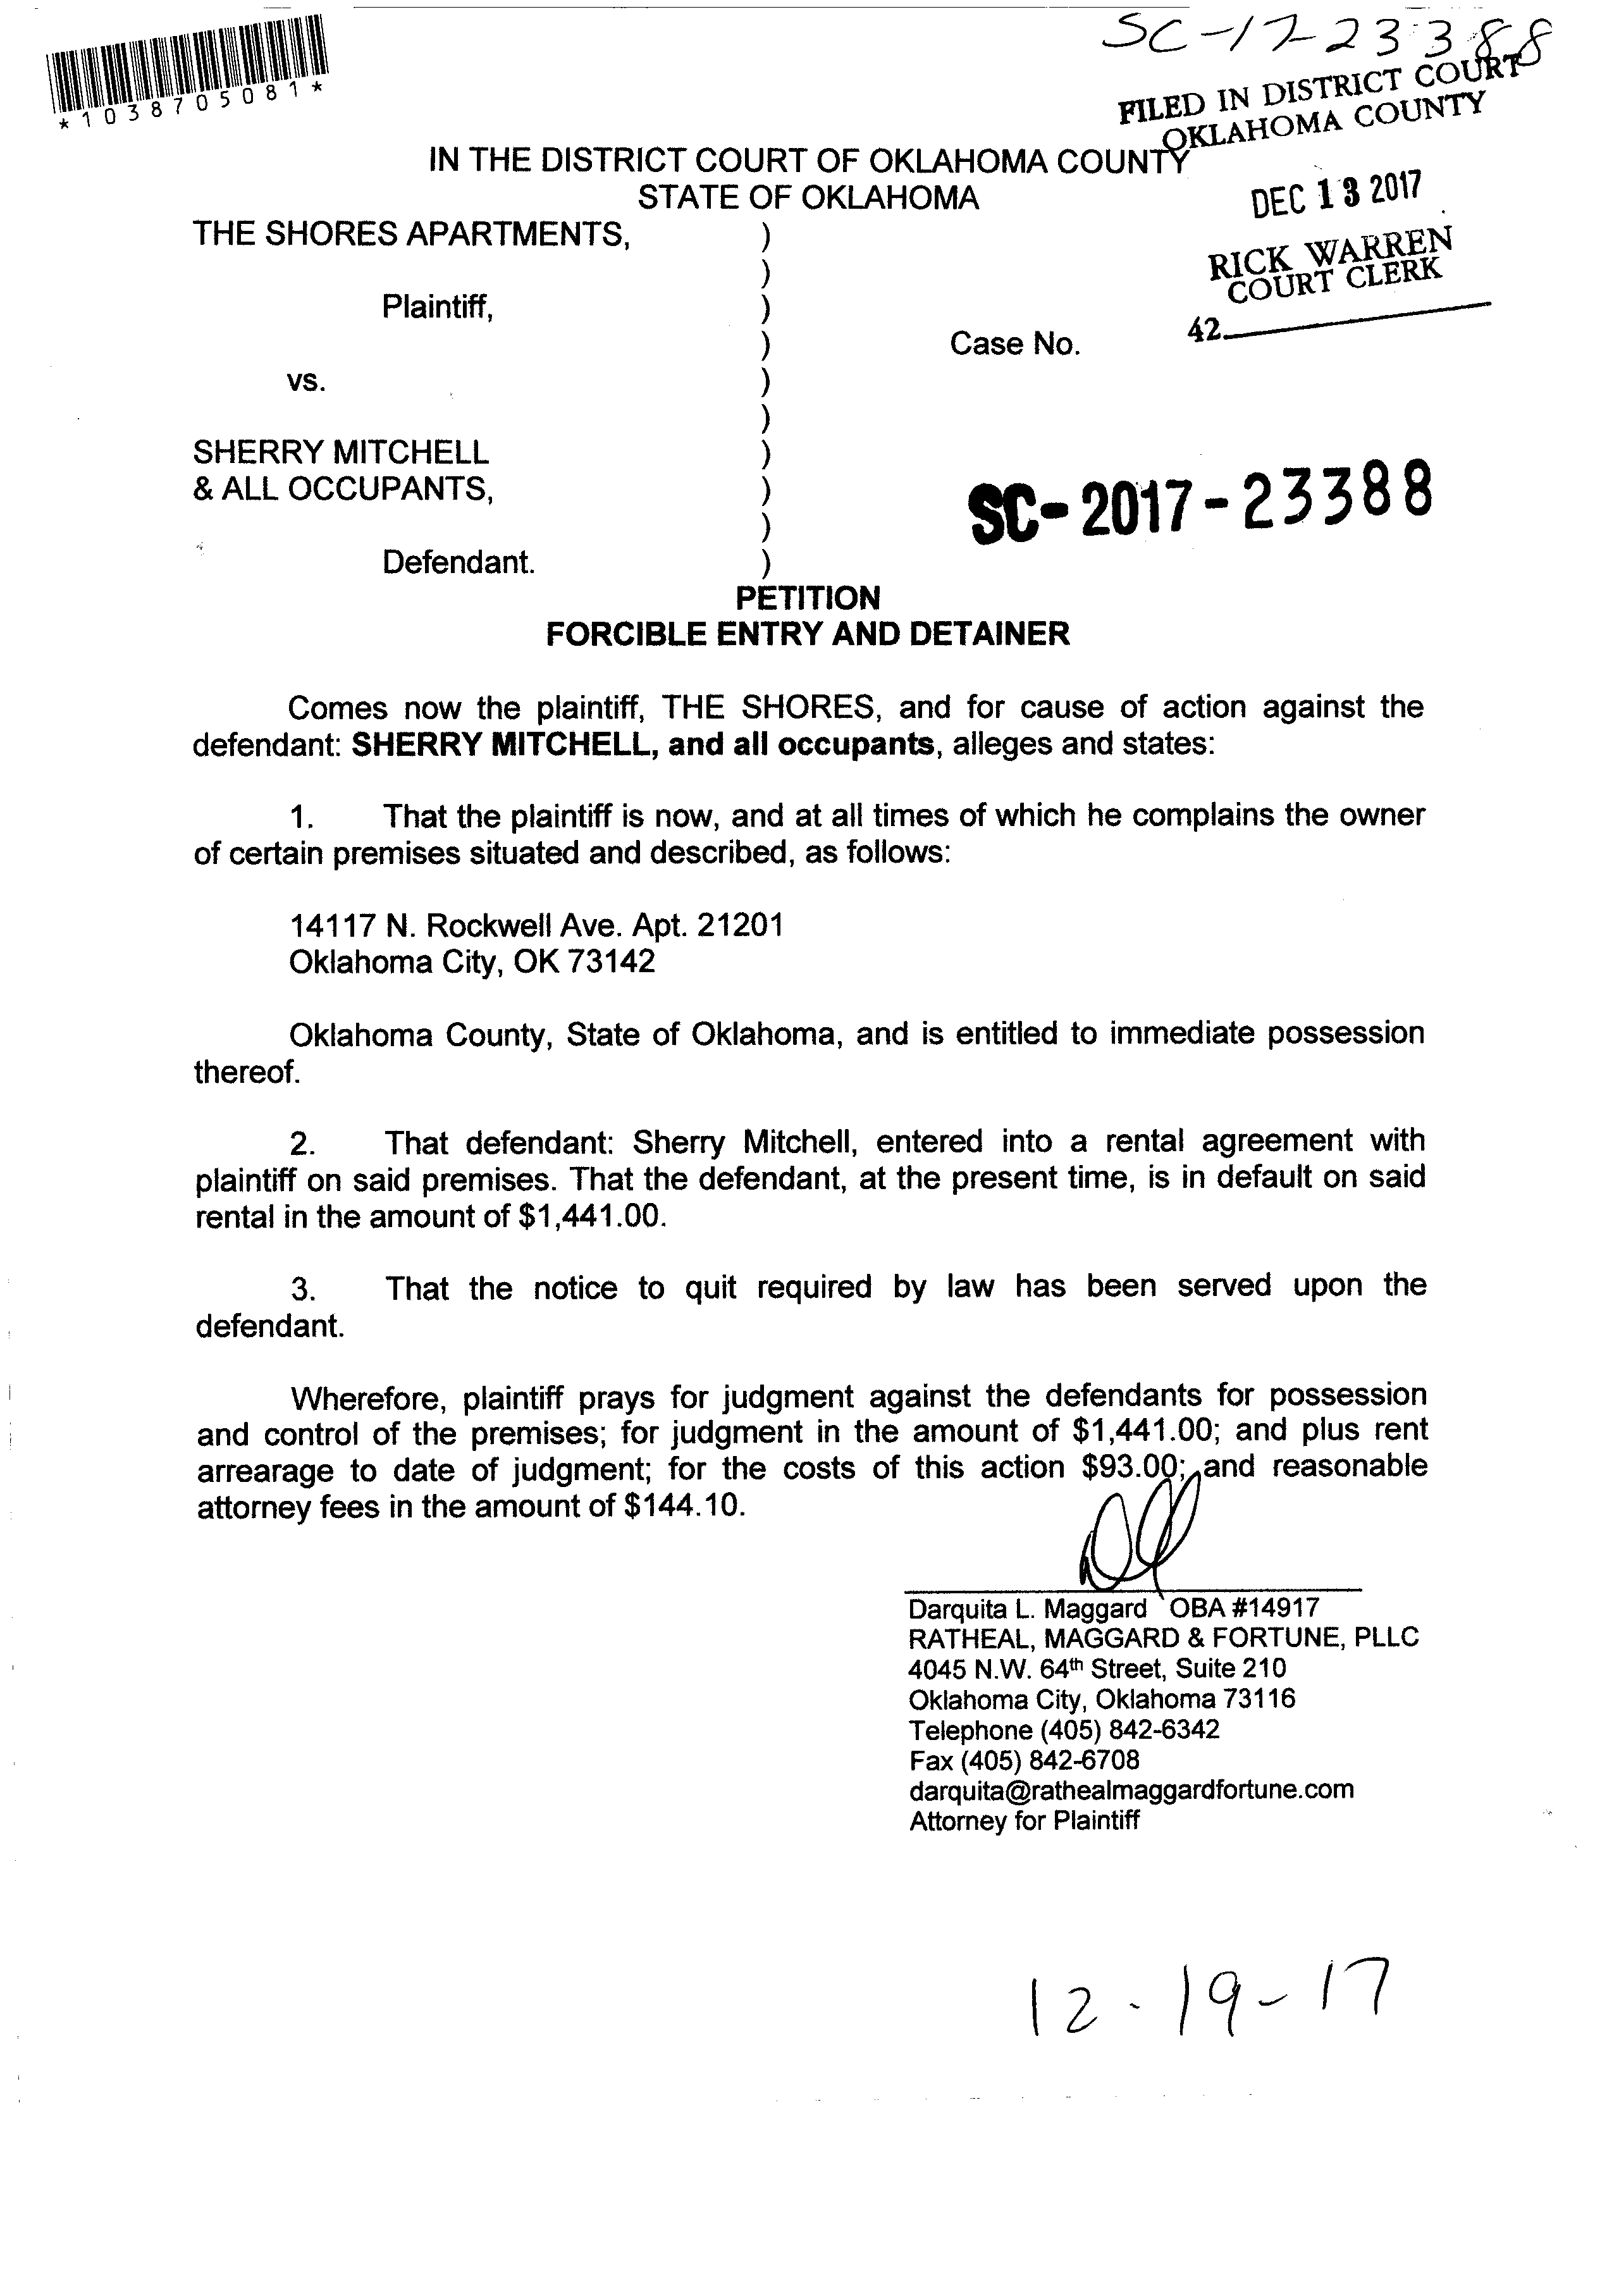 SC-17-23388
*1038705081*
FILED IN DISTRICT COURT
OKLAHOMA COUNTY
IN THE DISTRICT COURT OF OKLAHOMA COUNTY
STATE OF OKLAHOMA
DEC 13 2017
THE SHORES APARTMENTS, )
RICK WARREN
COURT CLERK
)
Plaintiff, )
42
) Case No.
vs. )
)
SHERRY MITCHELL )
& ALL OCCUPANTS, ) SC-2017-23388
)
Defendant. )
PETITION
FORCIBLE ENTRY AND DETAINER
Comes now the plaintiff, THE SHORES, and for cause of action against the
defendant: SHERRY MITCHELL, and all occupants, alleges and states:
1. That the plaintiff is now, and at all times of which he complains the owner
of certain premises situated and described, as follows:
14117 N. Rockwell Ave. Apt. 21201
Oklahoma City, OK 73142
Oklahoma County, State of Oklahoma, and is entitled to immediate possession
thereof.
2. That defendant: Sherry Mitchell, entered into a rental agreement with
plaintiff on said premises. That the defendant, at the present time, is in default on said
rental in the amount of $1,441.00.
3. That the notice to quit required by law has been served upon the
defendant.
Wherefore, plaintiff prays for judgment against the defendants for possession
and control of the premises; for judgment in the amount of $1,441.00; and plus rent
arrearage to date of judgment; for the costs of this action $93.00; and reasonable
attorney fees in the amount of $144.10.
Darquita L. Maggard OBA #14917
RATHEAL, MAGGARD & FORTUNE, PLLC
4045 N.W. 64th Street, Suite 210
Oklahoma City, Oklahoma 73116
Telephone (405) 842-6342
Fax (405) 842-6708
darquita@rathealmaggardfortune.com
Attorney for Plaintiff
12-19-17